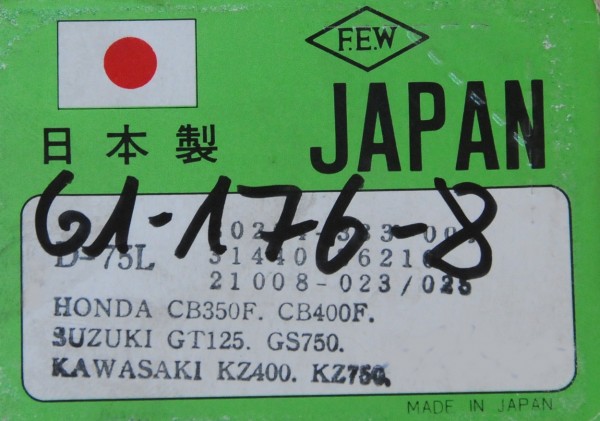 F.E.W
日本製
JAPAN
61-176-8
D-75L
21008-023/025
HONDA CB350F. CB400F.
SUZUKI GT125. GS750.
KAWASAKI KZ400. KZ750.
MADE IN JAPAN